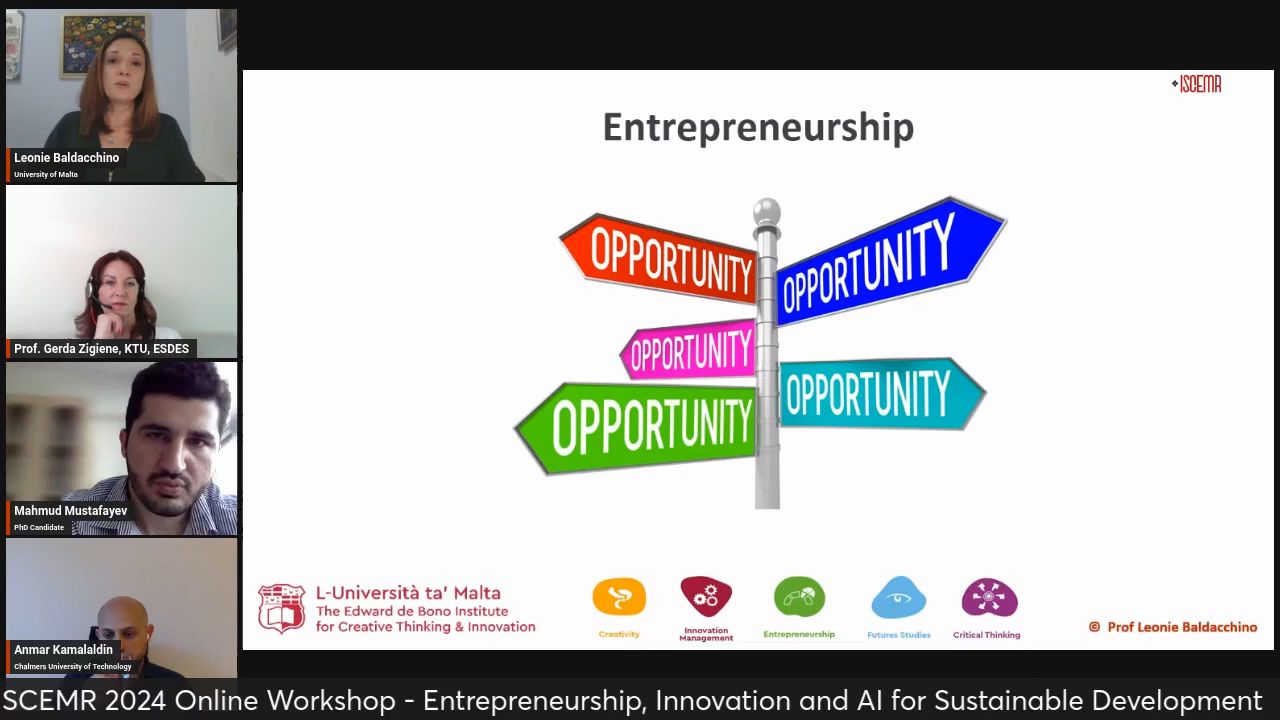 Leonie Baldacchino
University of Malta
Prof. Gerda Zigiene, KTU, ESDES
Mahmud Mustafayev
PhD Candidate
Anmar Kamalaldin
Chalmers University of Technology
ISCEMR
Entrepreneurship
OPPORTUNITY
OPPORTUNITY
OPPORTUNITY
OPPORTUNITY
OPPORTUNITY
L-Università ta' Malta
The Edward de Bono Institute
for Creative Thinking & Innovation
Creativity
Innovation
Management
Entrepreneurship
Futures Studies
Critical Thinking
© Prof Leonie Baldacchino
SCEMR 2024 Online Workshop - Entrepreneurship, Innovation and AI for Sustainable Development